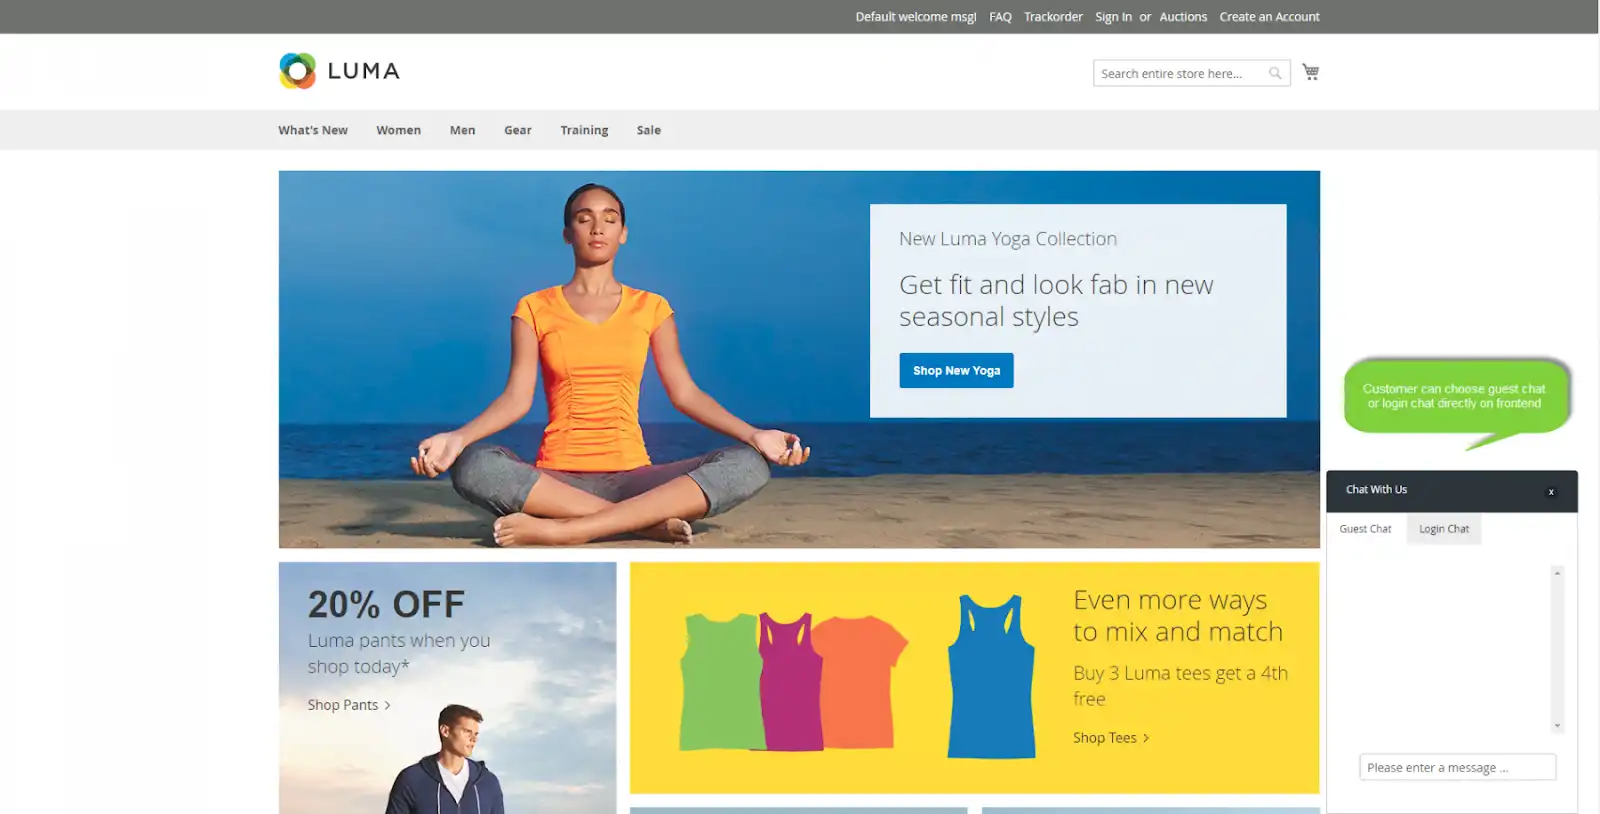 Default welcome msg! FAQ Trackorder Sign In or Auctions Create an Account
LUMA
Search entire store here...
What's New Women Men Gear Training Sale
New Luma Yoga Collection
Get fit and look fab in new
seasonal styles
Shop New Yoga
Customer can choose guest chat
or login chat directly on frontend
Chat With Us x
Guest Chat Login Chat
Please enter a message ...
20% OFF
Luma pants when you
shop today*
Shop Pants >
Even more ways
to mix and match
Buy 3 Luma tees get a 4th
free
Shop Tees >